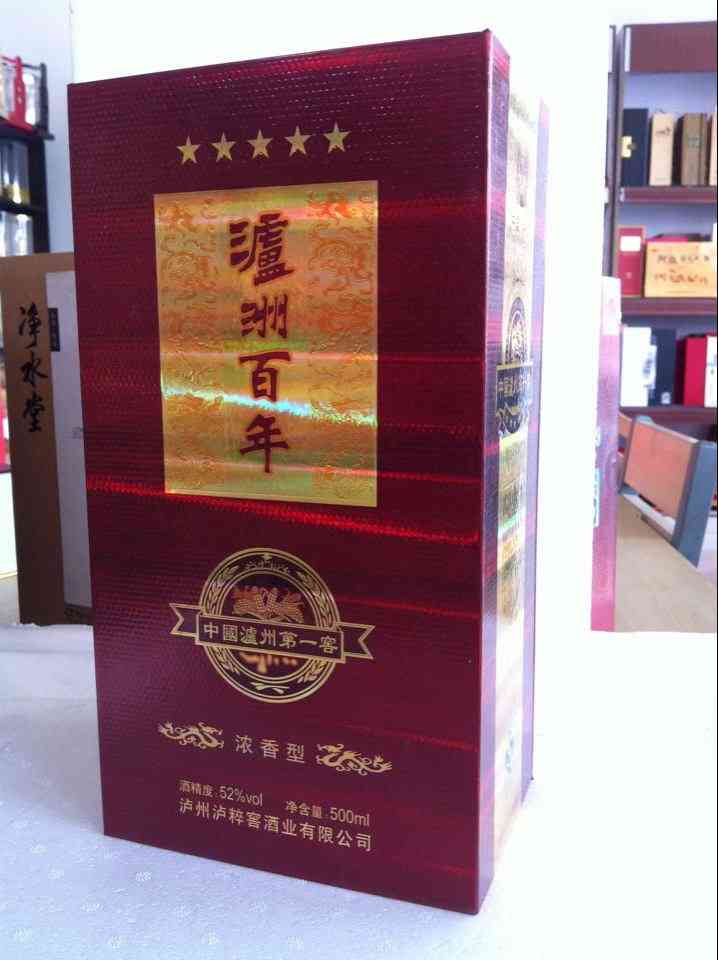 瀘洲百年
中國瀘州第一窖
浓香型
酒精度:52%vol 净含量:500ml
泸州泸粹窖酒业有限公司
净水堂